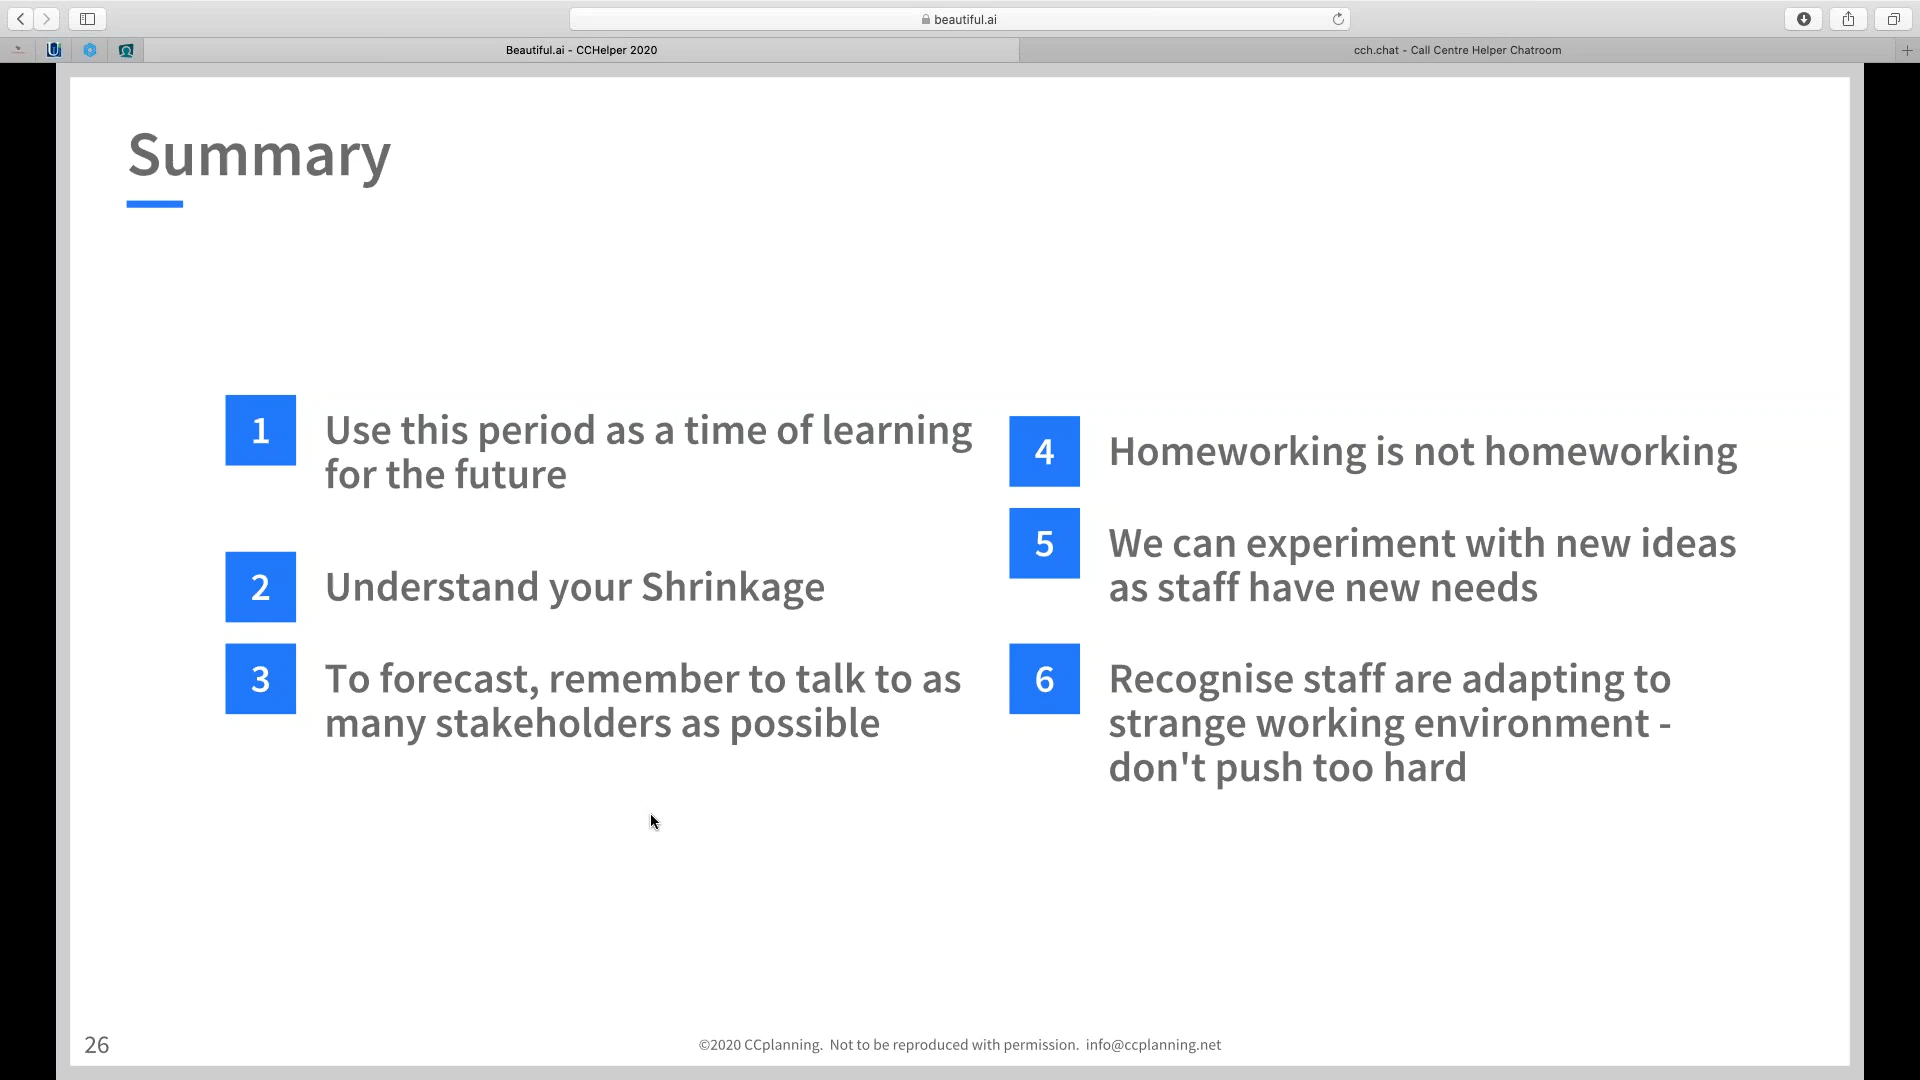 beautiful.ai
Beautiful.ai - CCHelper 2020
cch.chat - Call Centre Helper Chatroom
Summary
1
Use this period as a time of learning
for the future
2
Understand your Shrinkage
3
To forecast, remember to talk to as
many stakeholders as possible
4
Homeworking is not homeworking
5
We can experiment with new ideas
as staff have new needs
6
Recognise staff are adapting to
strange working environment -
don't push too hard
26
©2020 CCplanning. Not to be reproduced with permission. info@ccplanning.net